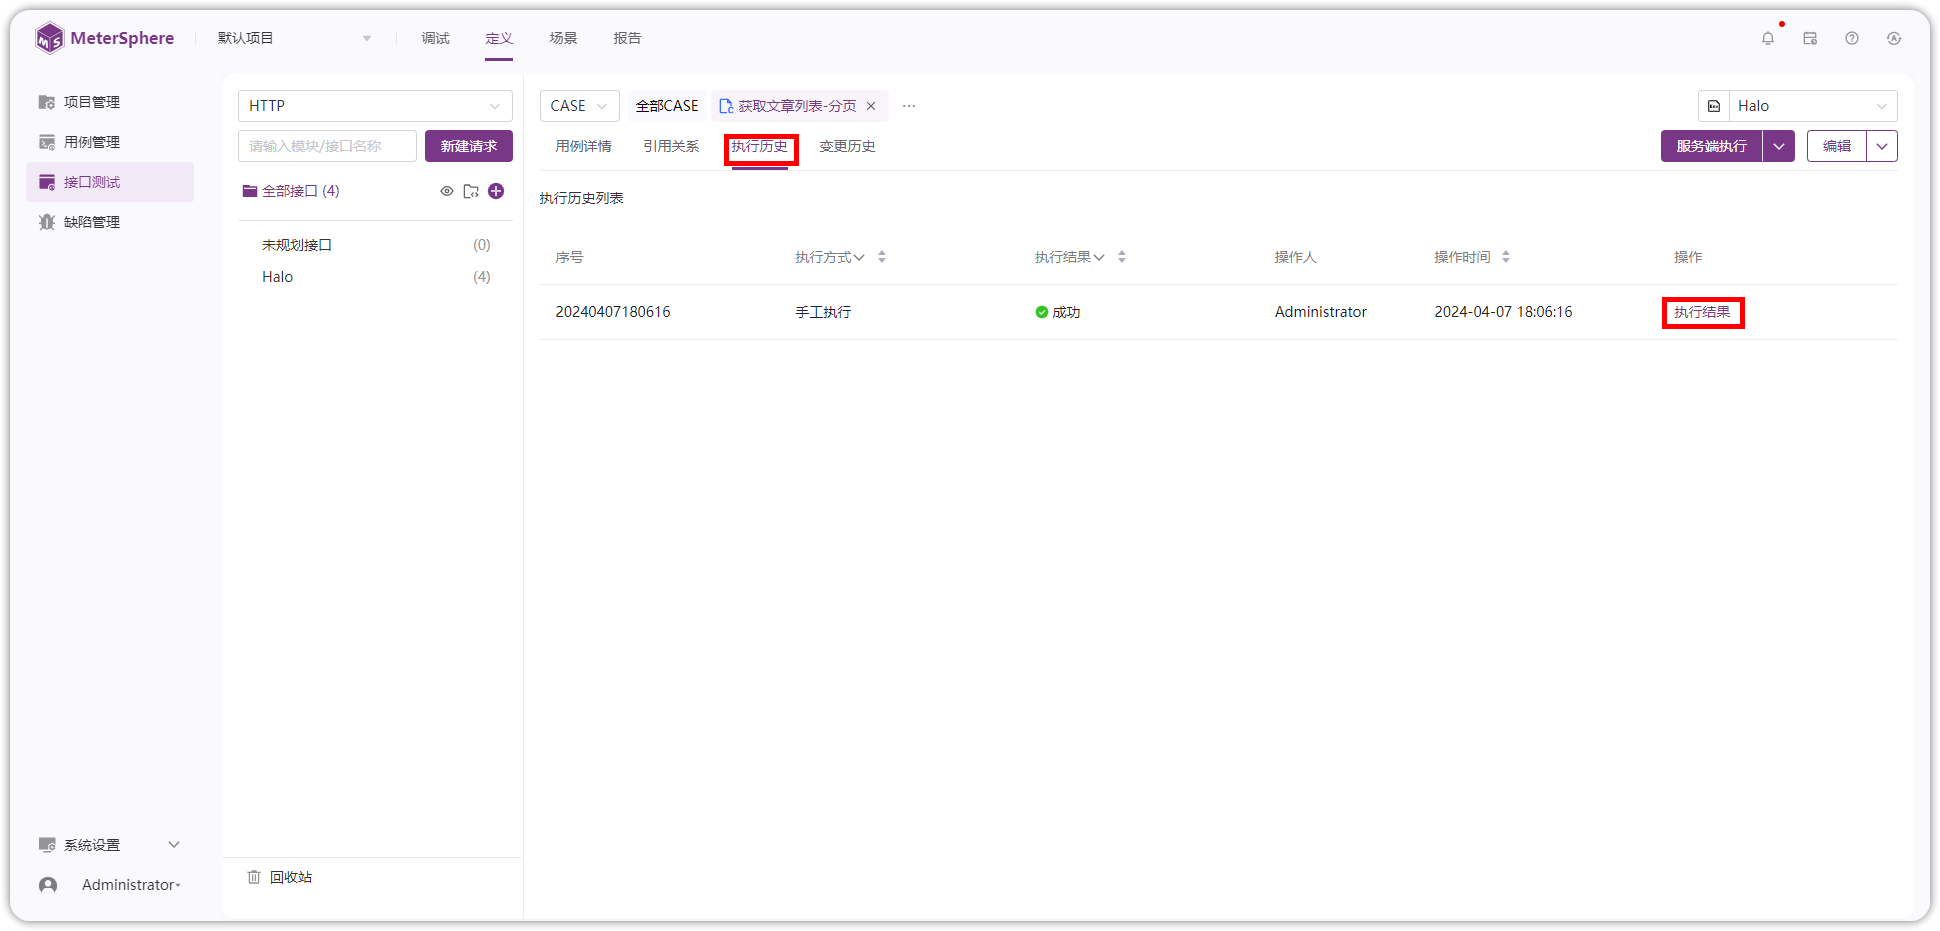 MeterSphere 默认项目 调试 定义 场景 报告
项目管理
用例管理
接口测试
缺陷管理
系统设置
Administrator
HTTP
请输入模块/接口名称 新建请求
全部接口 (4)
未规划接口 (0)
Halo (4)
回收站
CASE 全部CASE 获取文章列表-分页 ··· Halo
用例详情 引用关系 执行历史 变更历史 服务端执行 编辑
执行历史列表
序号 执行方式 执行结果 操作人 操作时间 操作
20240407180616 手工执行 成功 Administrator 2024-04-07 18:06:16 执行结果